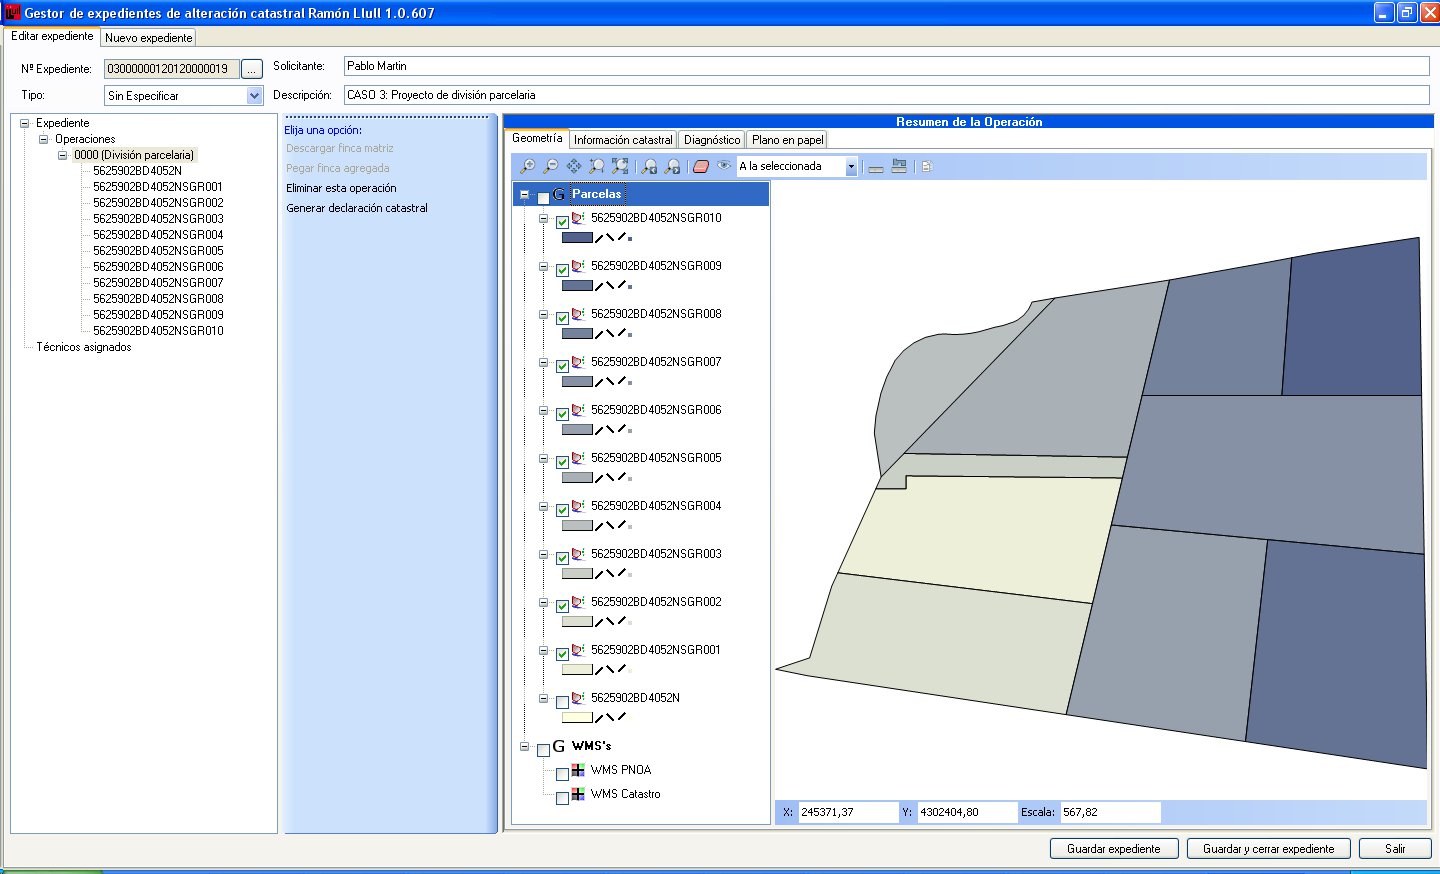 Gestor de expedientes de alteración catastral Ramón Llull 1.0.607
Editar expediente
Nuevo expediente
Nº Expediente:
03000000120120000019
...
Solicitante:
Pablo Martin
Tipo:
Sin Especificar
Descripción:
CASO 3: Proyecto de división parcelaria
Expediente
Operaciones
0000 (División parcelaria)
5625902BD4052N
5625902BD4052NSGR001
5625902BD4052NSGR002
5625902BD4052NSGR003
5625902BD4052NSGR004
5625902BD4052NSGR005
5625902BD4052NSGR006
5625902BD4052NSGR007
5625902BD4052NSGR008
5625902BD4052NSGR009
5625902BD4052NSGR010
Técnicos asignados
Elija una opción:
Descargar finca matriz
Pegar finca agregada
Eliminar esta operación
Generar declaración catastral
Resumen de la Operación
Geometría
Información catastral
Diagnóstico
Plano en papel
A la seleccionada
G Parcelas
5625902BD4052NSGR010
5625902BD4052NSGR009
5625902BD4052NSGR008
5625902BD4052NSGR007
5625902BD4052NSGR006
5625902BD4052NSGR005
5625902BD4052NSGR004
5625902BD4052NSGR003
5625902BD4052NSGR002
5625902BD4052NSGR001
5625902BD4052N
G WMS's
WMS PNOA
WMS Catastro
X: 245371,37
Y: 4302404,80
Escala: 567,82
Guardar expediente
Guardar y cerrar expediente
Salir